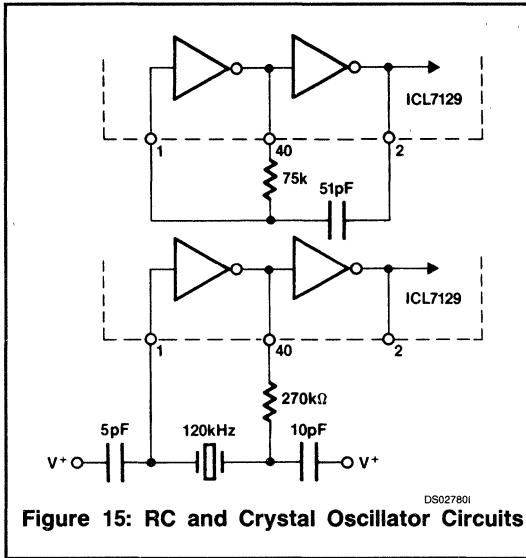 ICL7129
1
40
2
75k
51pF
ICL7129
1
40
2
270kΩ
5pF
120kHz
10pF
V+
V+
DS02780I
Figure 15: RC and Crystal Oscillator Circuits